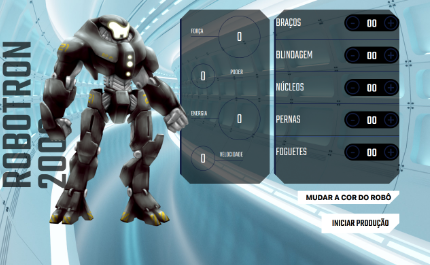 ROBOTRON
2000
FORÇA
0
0
PODER
ENERGIA
0
0
VELOCIDADE
BRAÇOS
- 00 +
BLINDAGEM
- 00 +
NÚCLEOS
- 00 +
PERNAS
- 00 +
FOGUETES
- 00 +
MUDAR A COR DO ROBÔ
INICIAR PRODUÇÃO